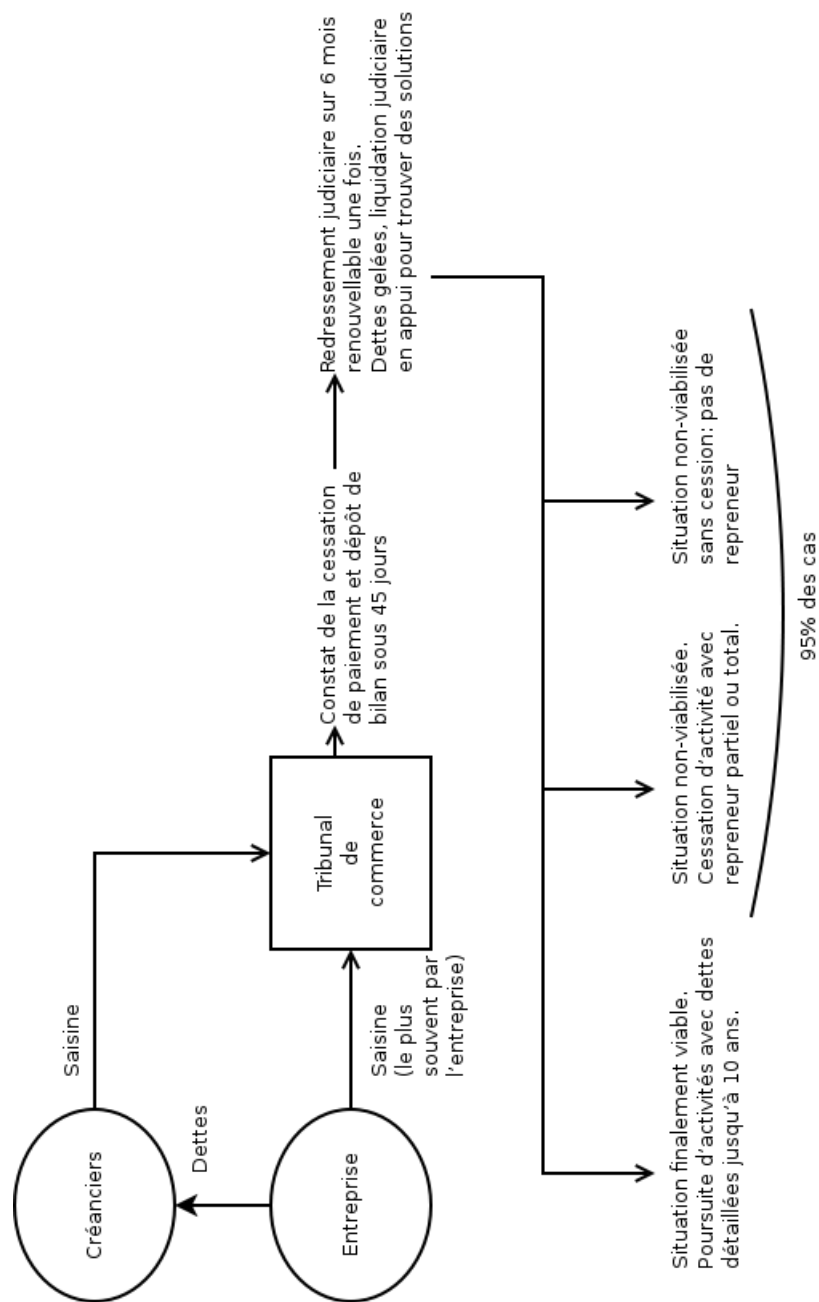 Créanciers
Saisine
Dettes
Entreprise
Saisine
(le plus
souvent par
l'entreprise)
Tribunal
de
commerce
Constat de la cessation
de paiement et dépôt de
bilan sous 45 jours
Redressement judiciaire sur 6 mois
renouvellable une fois.
Dettes gelées, liquidation judiciaire
en appui pour trouver des solutions
Situation finalement viable.
Poursuite d'activités avec dettes
détaillées jusqu'à 10 ans.
Situation non-viabilisée.
Cessation d'activité avec
repreneur partiel ou total.
Situation non-viabilisée
sans cession: pas de
repreneur
95% des cas